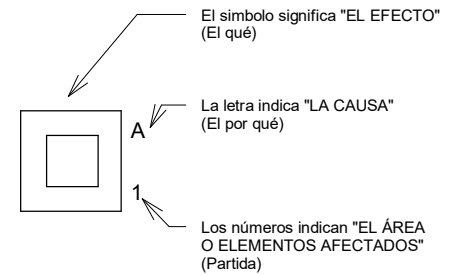 El simbolo significa "EL EFECTO"
(El qué)
A
La letra indica "LA CAUSA"
(El por qué)
1
Los números indican "EL ÁREA
O ELEMENTOS AFECTADOS"
(Partida)